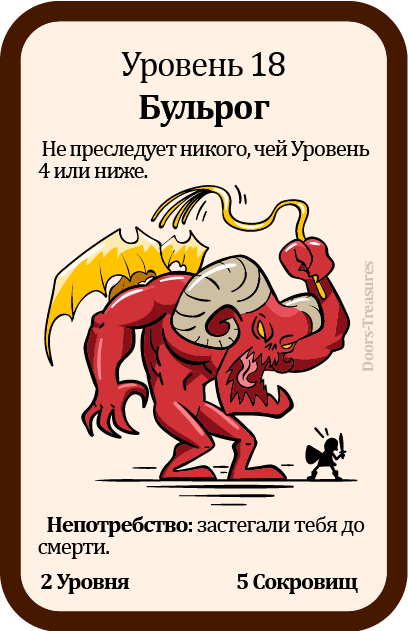 Уровень 18
Бульрог
Не преследует никого, чей Уровень
4 или ниже.
Doors-Treasures
Непотребство: застегали тебя до
смерти.
2 Уровня 5 Сокровищ